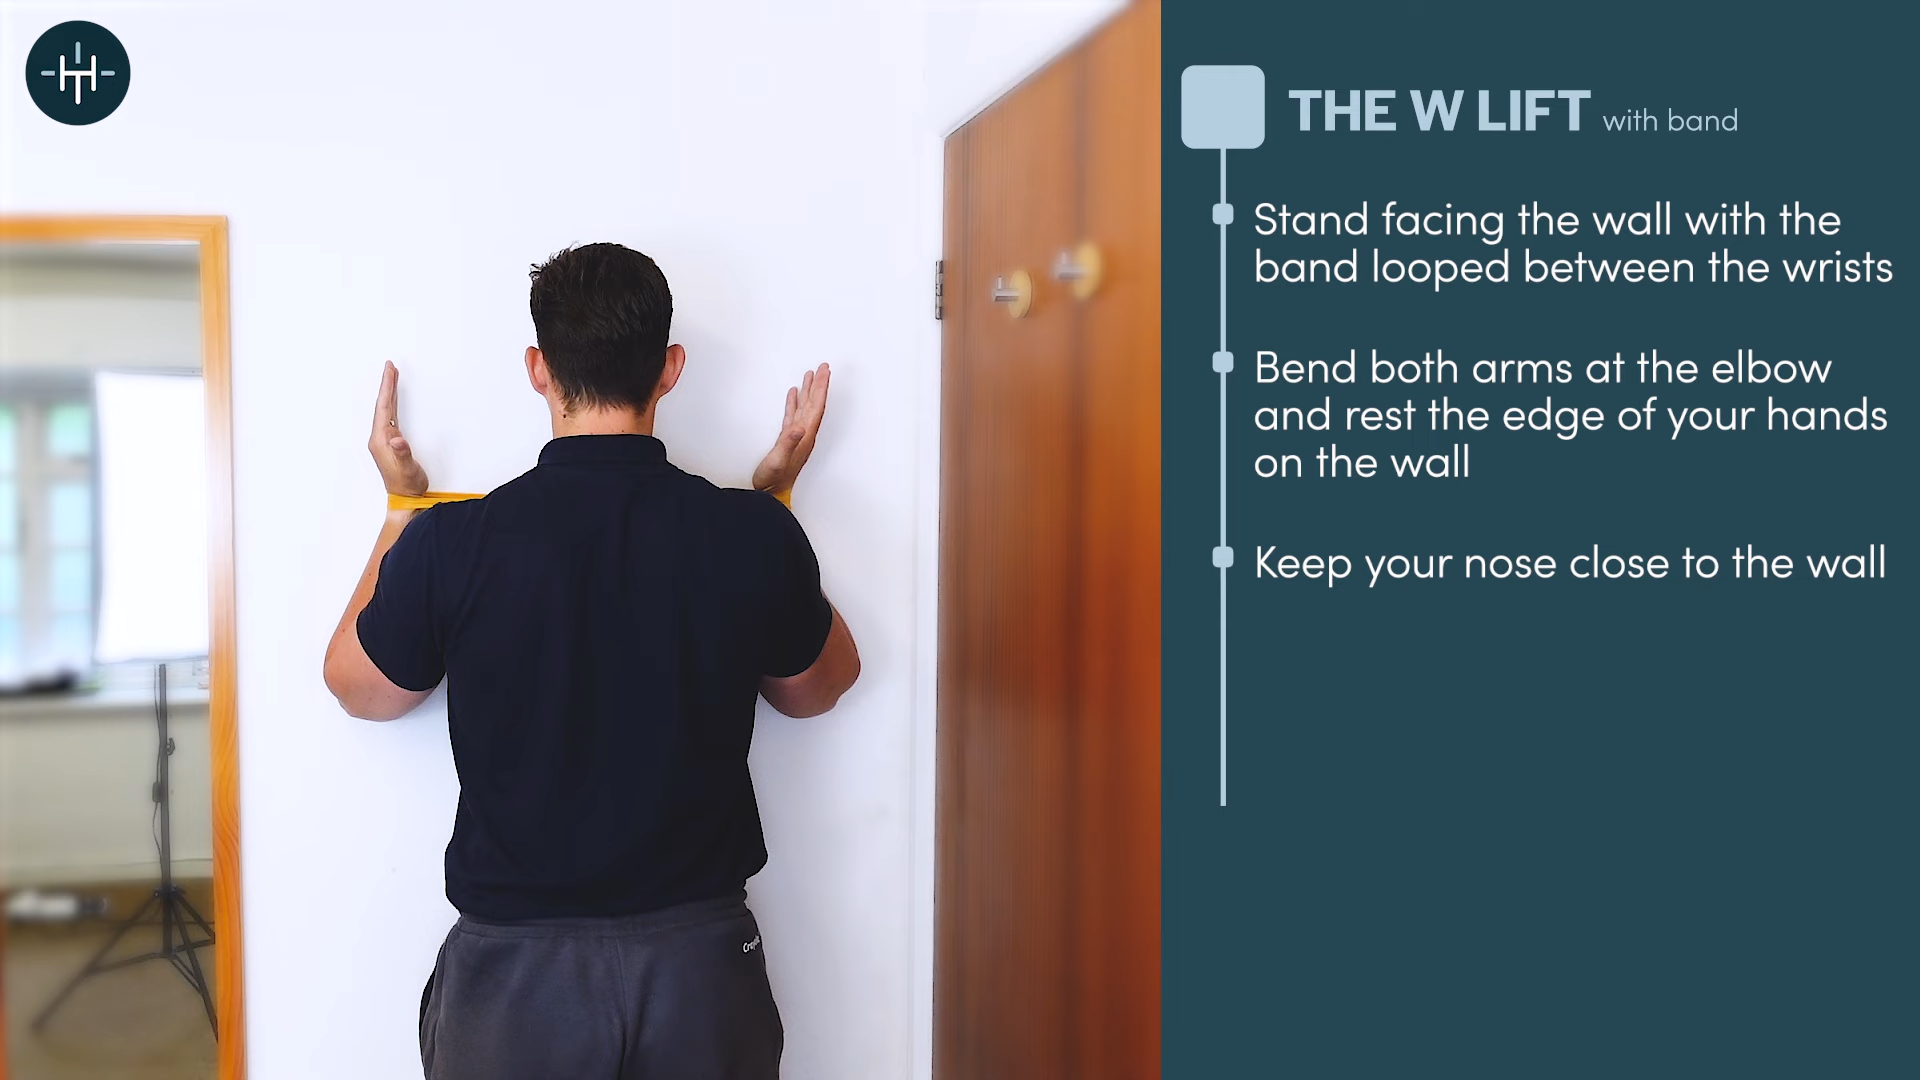 THE W LIFT with band
Stand facing the wall with the
band looped between the wrists
Bend both arms at the elbow
and rest the edge of your hands
on the wall
Keep your nose close to the wall